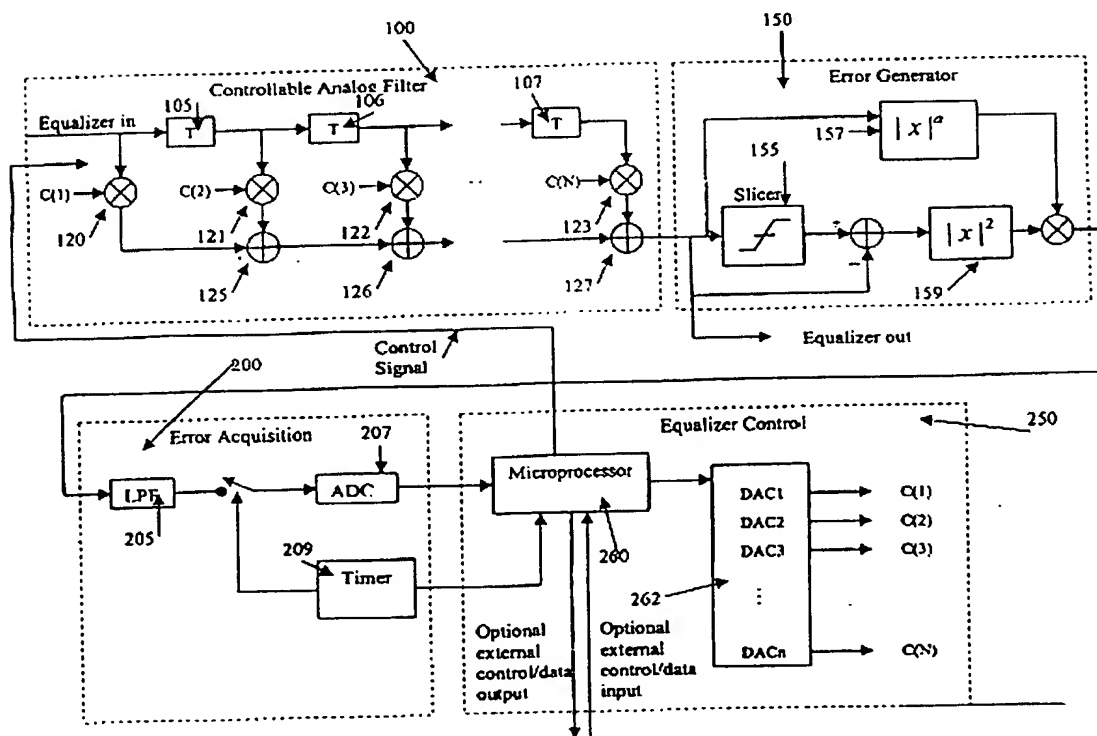 100
150
Controllable Analog Filter
Error Generator
105
106
107
Equalizer in
T
T
T
157
| x |^a
155
C(1)
C(2)
C(3)
...
C(N)
Slicer
120
121
122
123
+
−
| x |^2
125
126
127
159
Equalizer out
Control
Signal
200
250
Error Acquisition
207
Equalizer Control
LPF
ADC
Microprocessor
DAC1
C(1)
205
DAC2
C(2)
209
260
DAC3
C(3)
Timer
262
⋮
Optional
external
control/data
output
Optional
external
control/data
input
DACn
C(N)